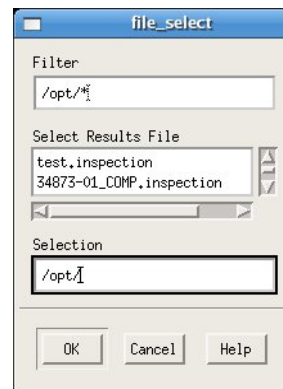 file_select
Filter
/opt/*
Select Results File
test.inspection
34873-01_COMP.inspection
Selection
/opt/
OK
Cancel
Help